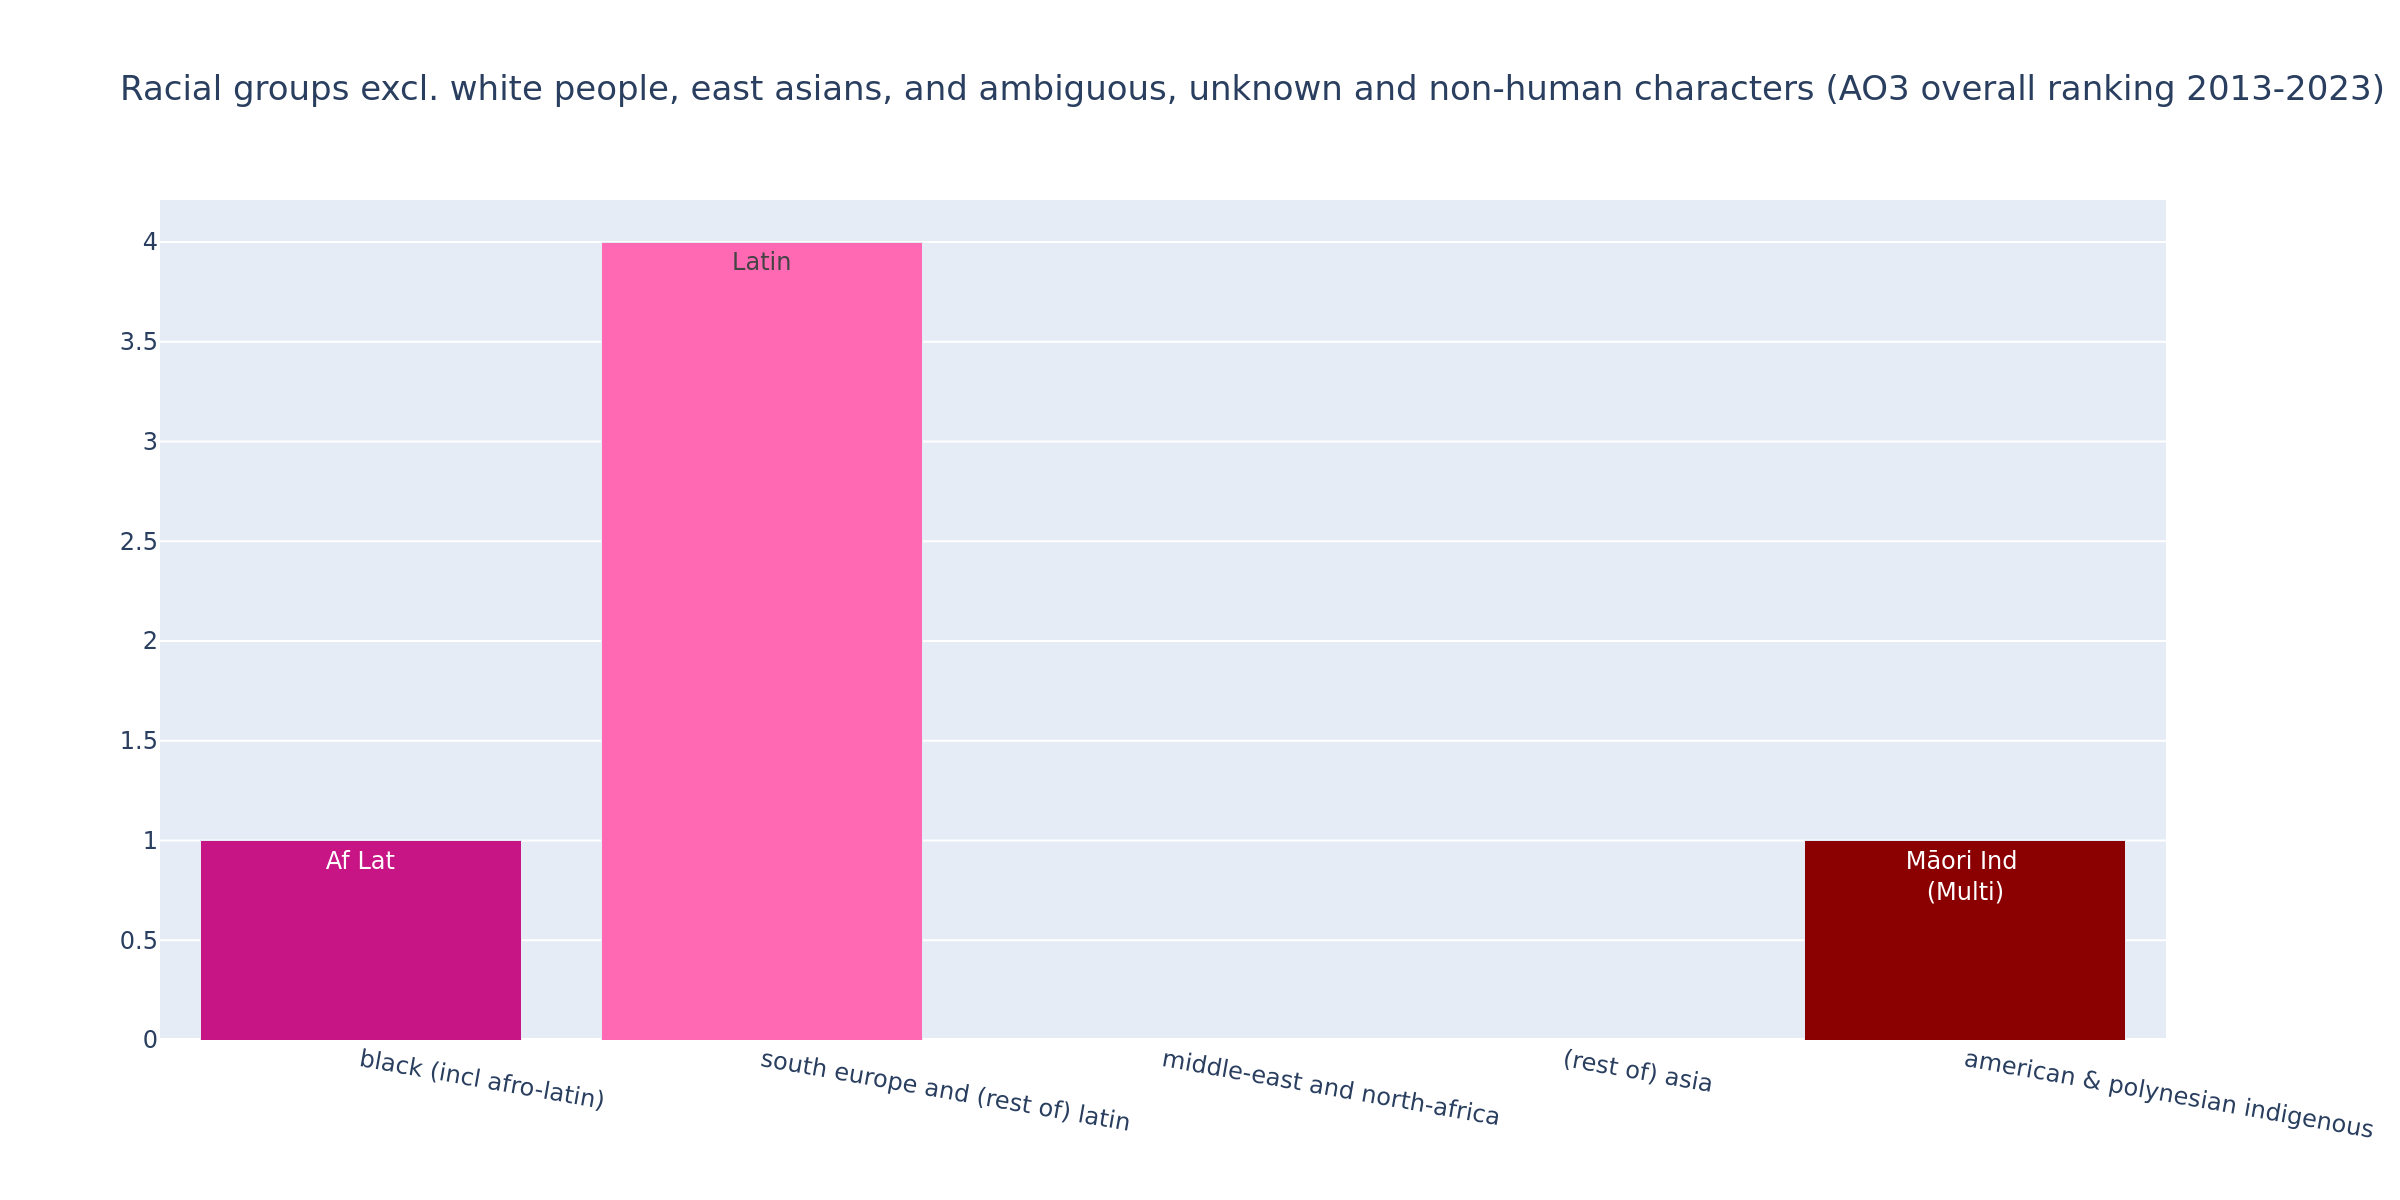 Racial groups excl. white people, east asians, and ambiguous, unknown and non-human characters (AO3 overall ranking 2013-2023)
4
3.5
3
2.5
2
1.5
1
0.5
0
Latin
Af Lat
Māori Ind
(Multi)
black (incl afro-latin)
south europe and (rest of) latin
middle-east and north-africa
(rest of) asia
american & polynesian indigenous